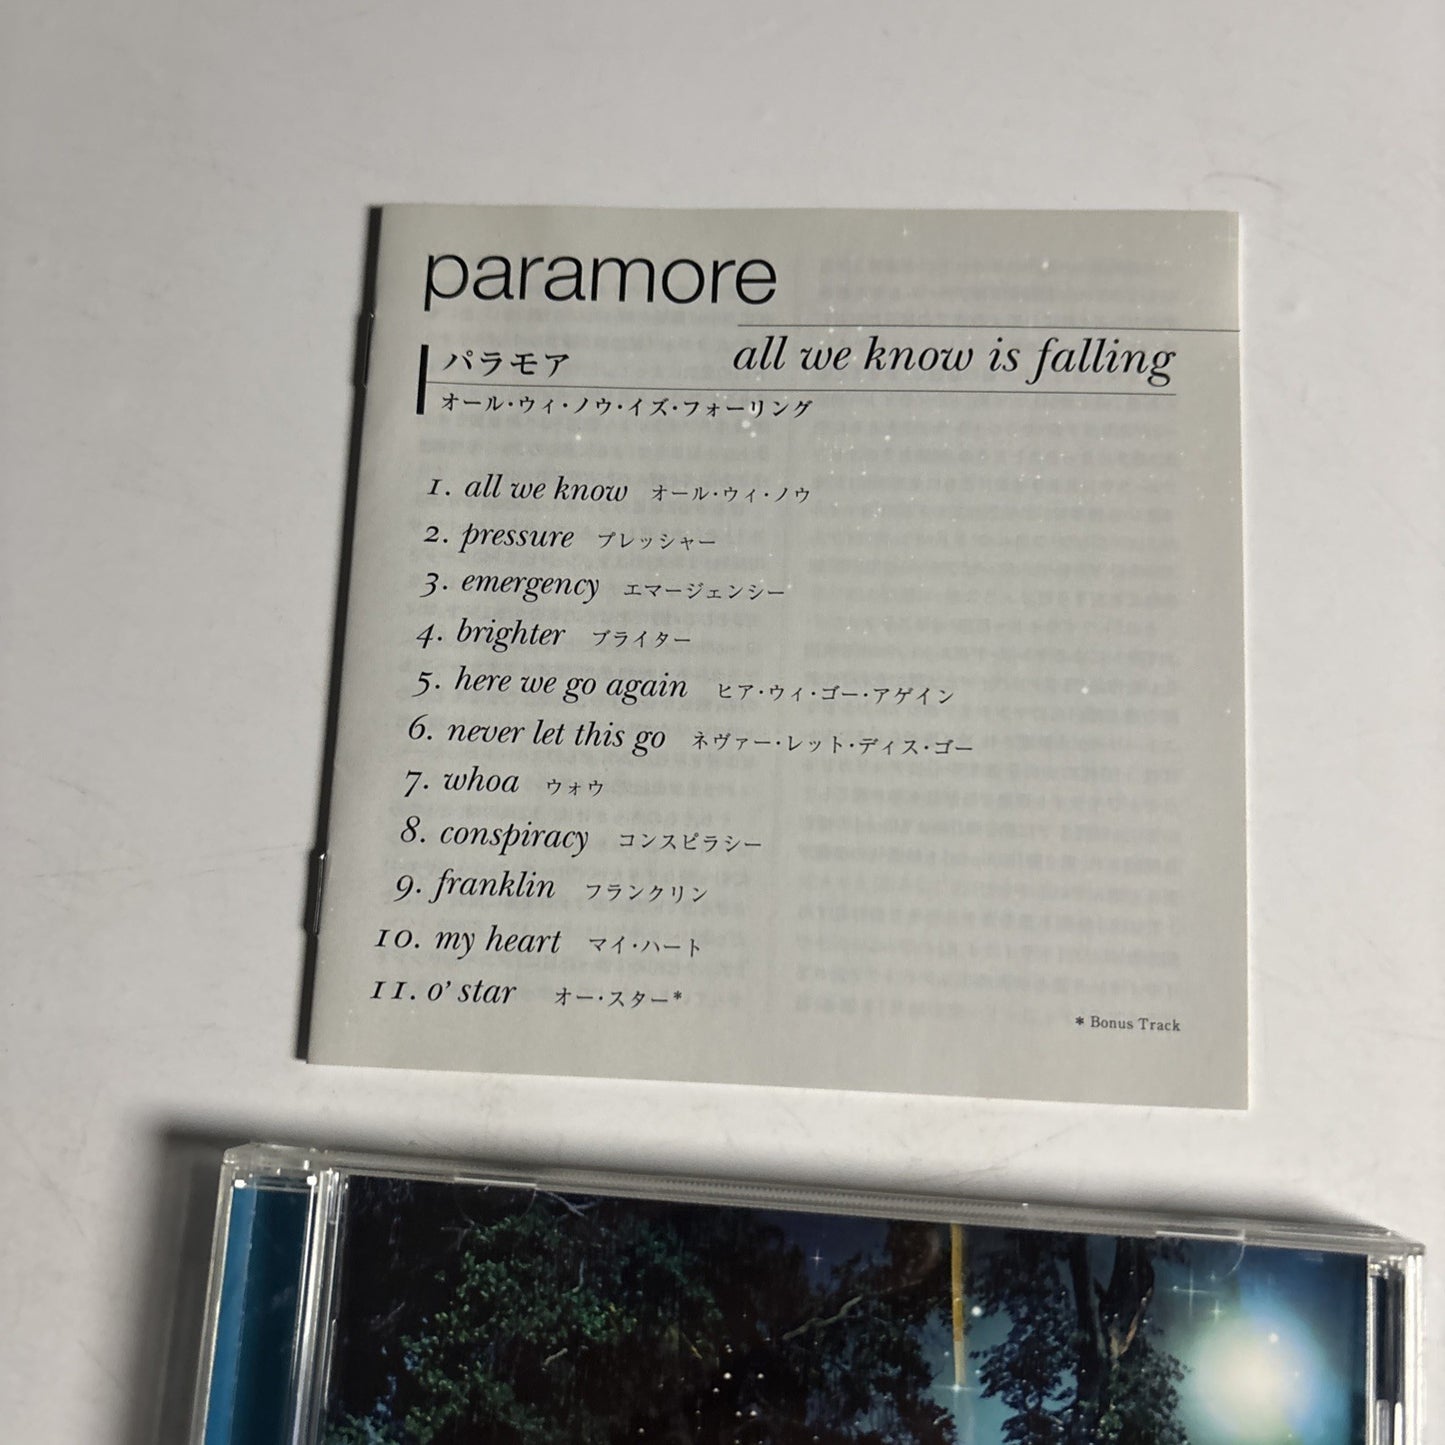 paramore
all we know is falling
パラモア
オール・ウィ・ノウ・イズ・フォーリング
1. all we know オール・ウィ・ノウ
2. pressure プレッシャー
3. emergency エマージェンシー
4. brighter ブライター
5. here we go again ヒア・ウィ・ゴー・アゲイン
6. never let this go ネヴァー・レット・ディス・ゴー
7. whoa ウォウ
8. conspiracy コンスピラシー
9. franklin フランクリン
10. my heart マイ・ハート
11. o' star オー・スター*
* Bonus Track